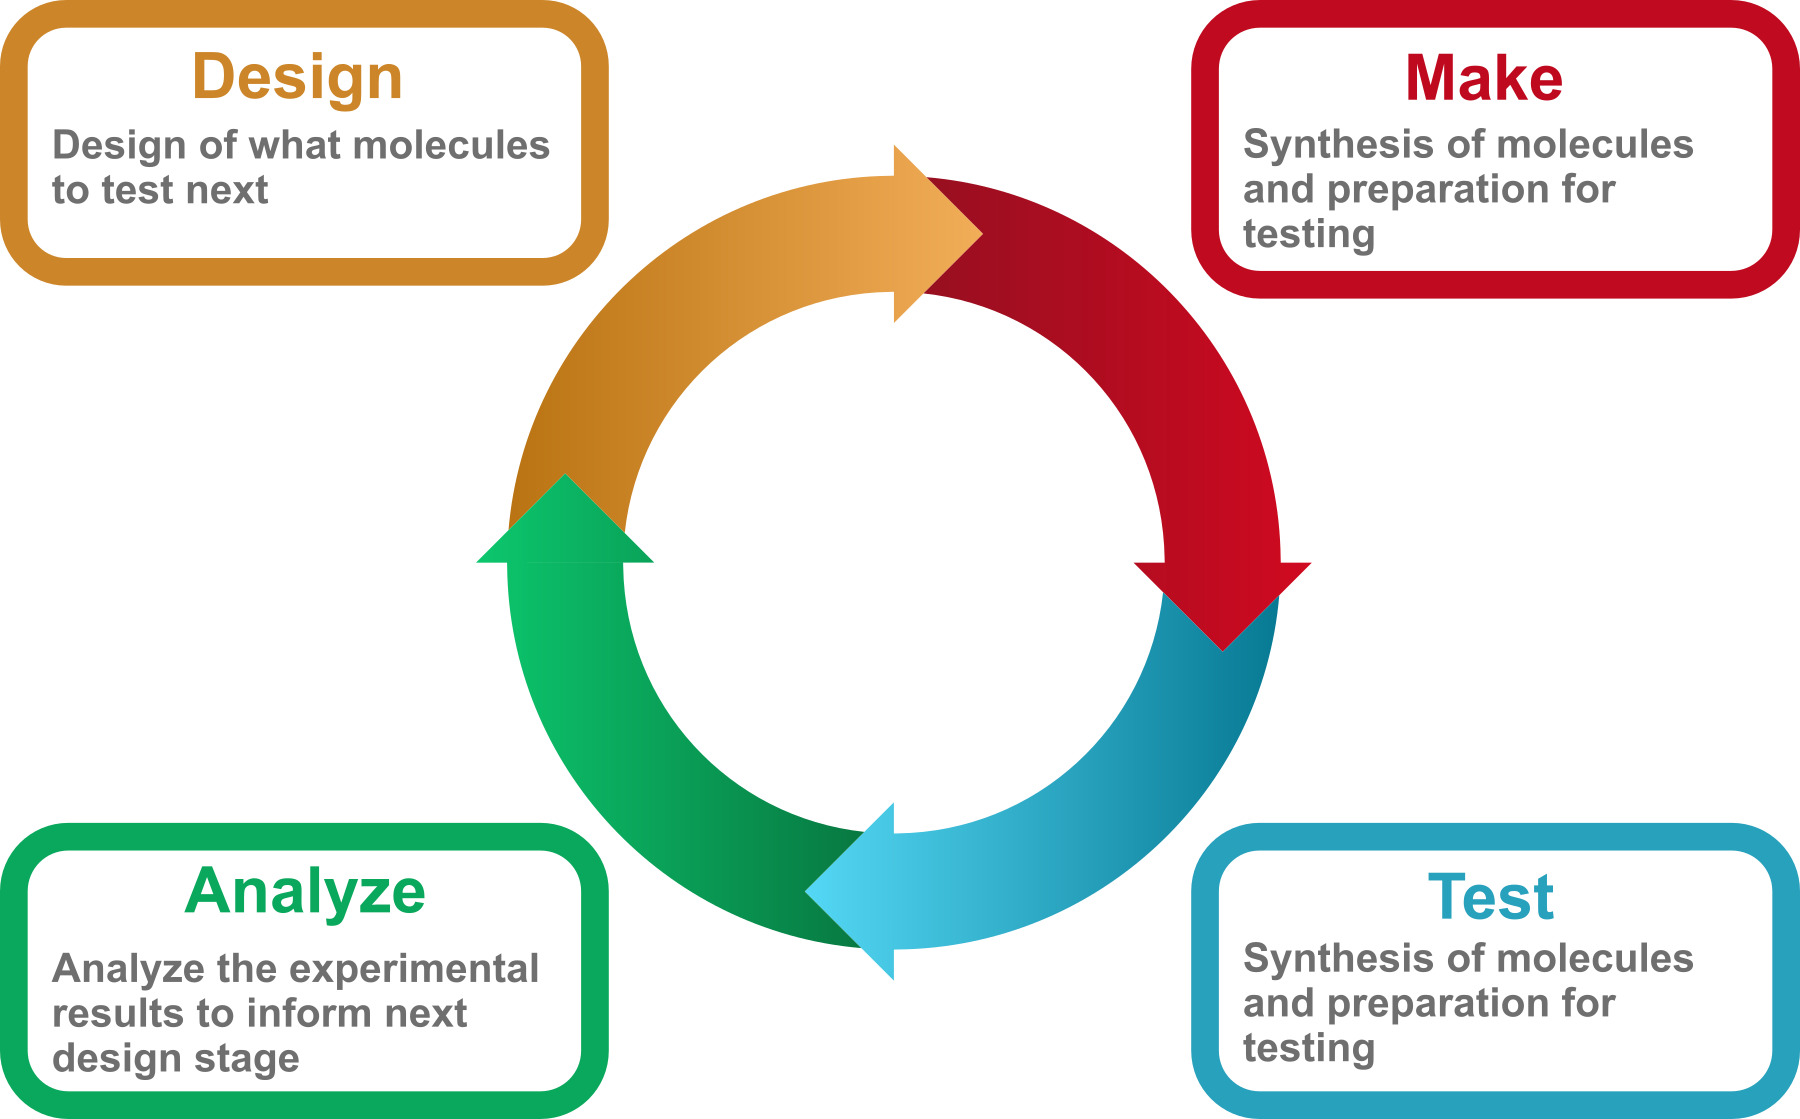 Design
Design of what molecules
to test next
Make
Synthesis of molecules
and preparation for
testing
Analyze
Analyze the experimental
results to inform next
design stage
Test
Synthesis of molecules
and preparation for
testing